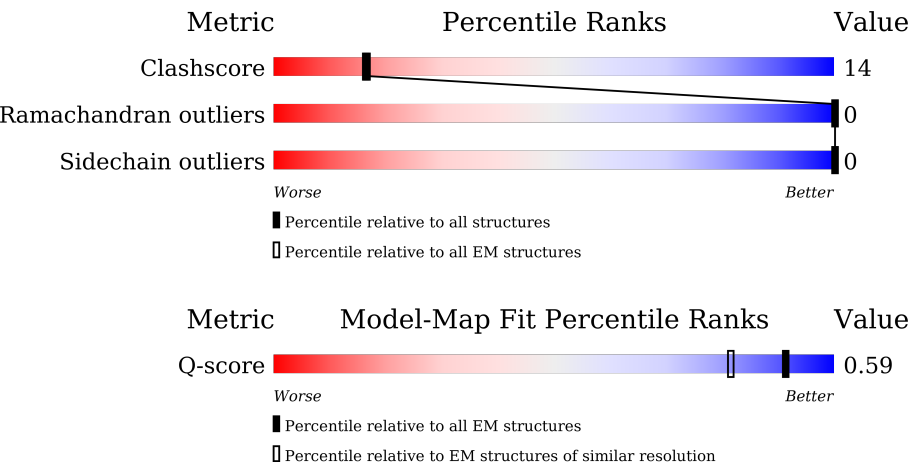 Metric Percentile Ranks Value
Clashscore 14
Ramachandran outliers 0
Sidechain outliers 0
Worse Better
Percentile relative to all structures
Percentile relative to all EM structures
Metric Model-Map Fit Percentile Ranks Value
Q-score 0.59
Worse Better
Percentile relative to all EM structures
Percentile relative to EM structures of similar resolution